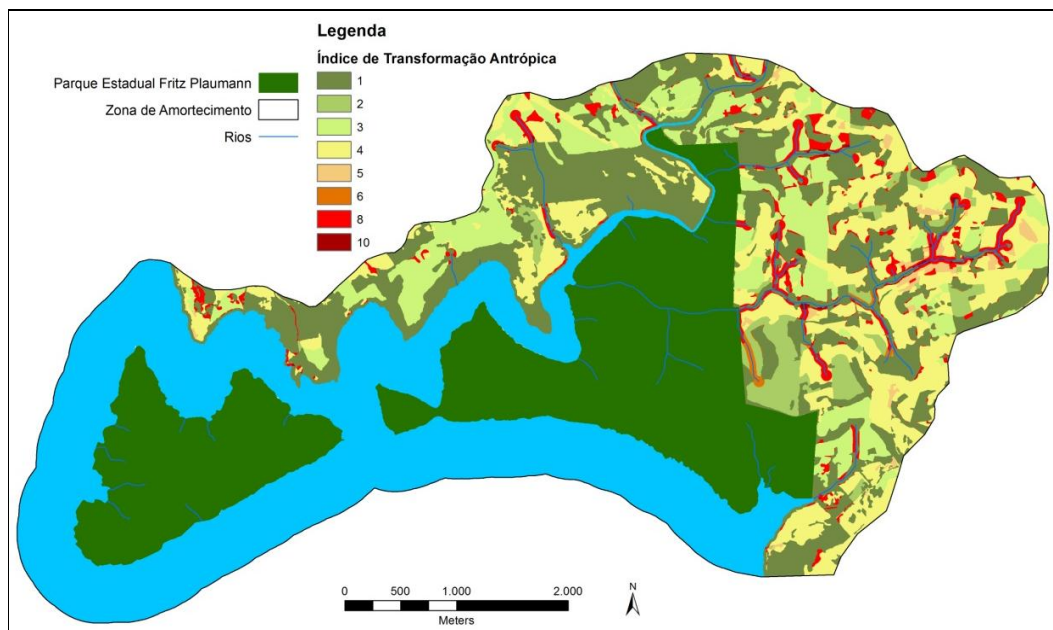 Legenda
Índice de Transformação Antrópica
Parque Estadual Fritz Plaumann
Zona de Amortecimento
Rios
1
2
3
4
5
6
8
10
0 500 1.000 2.000
Meters
N